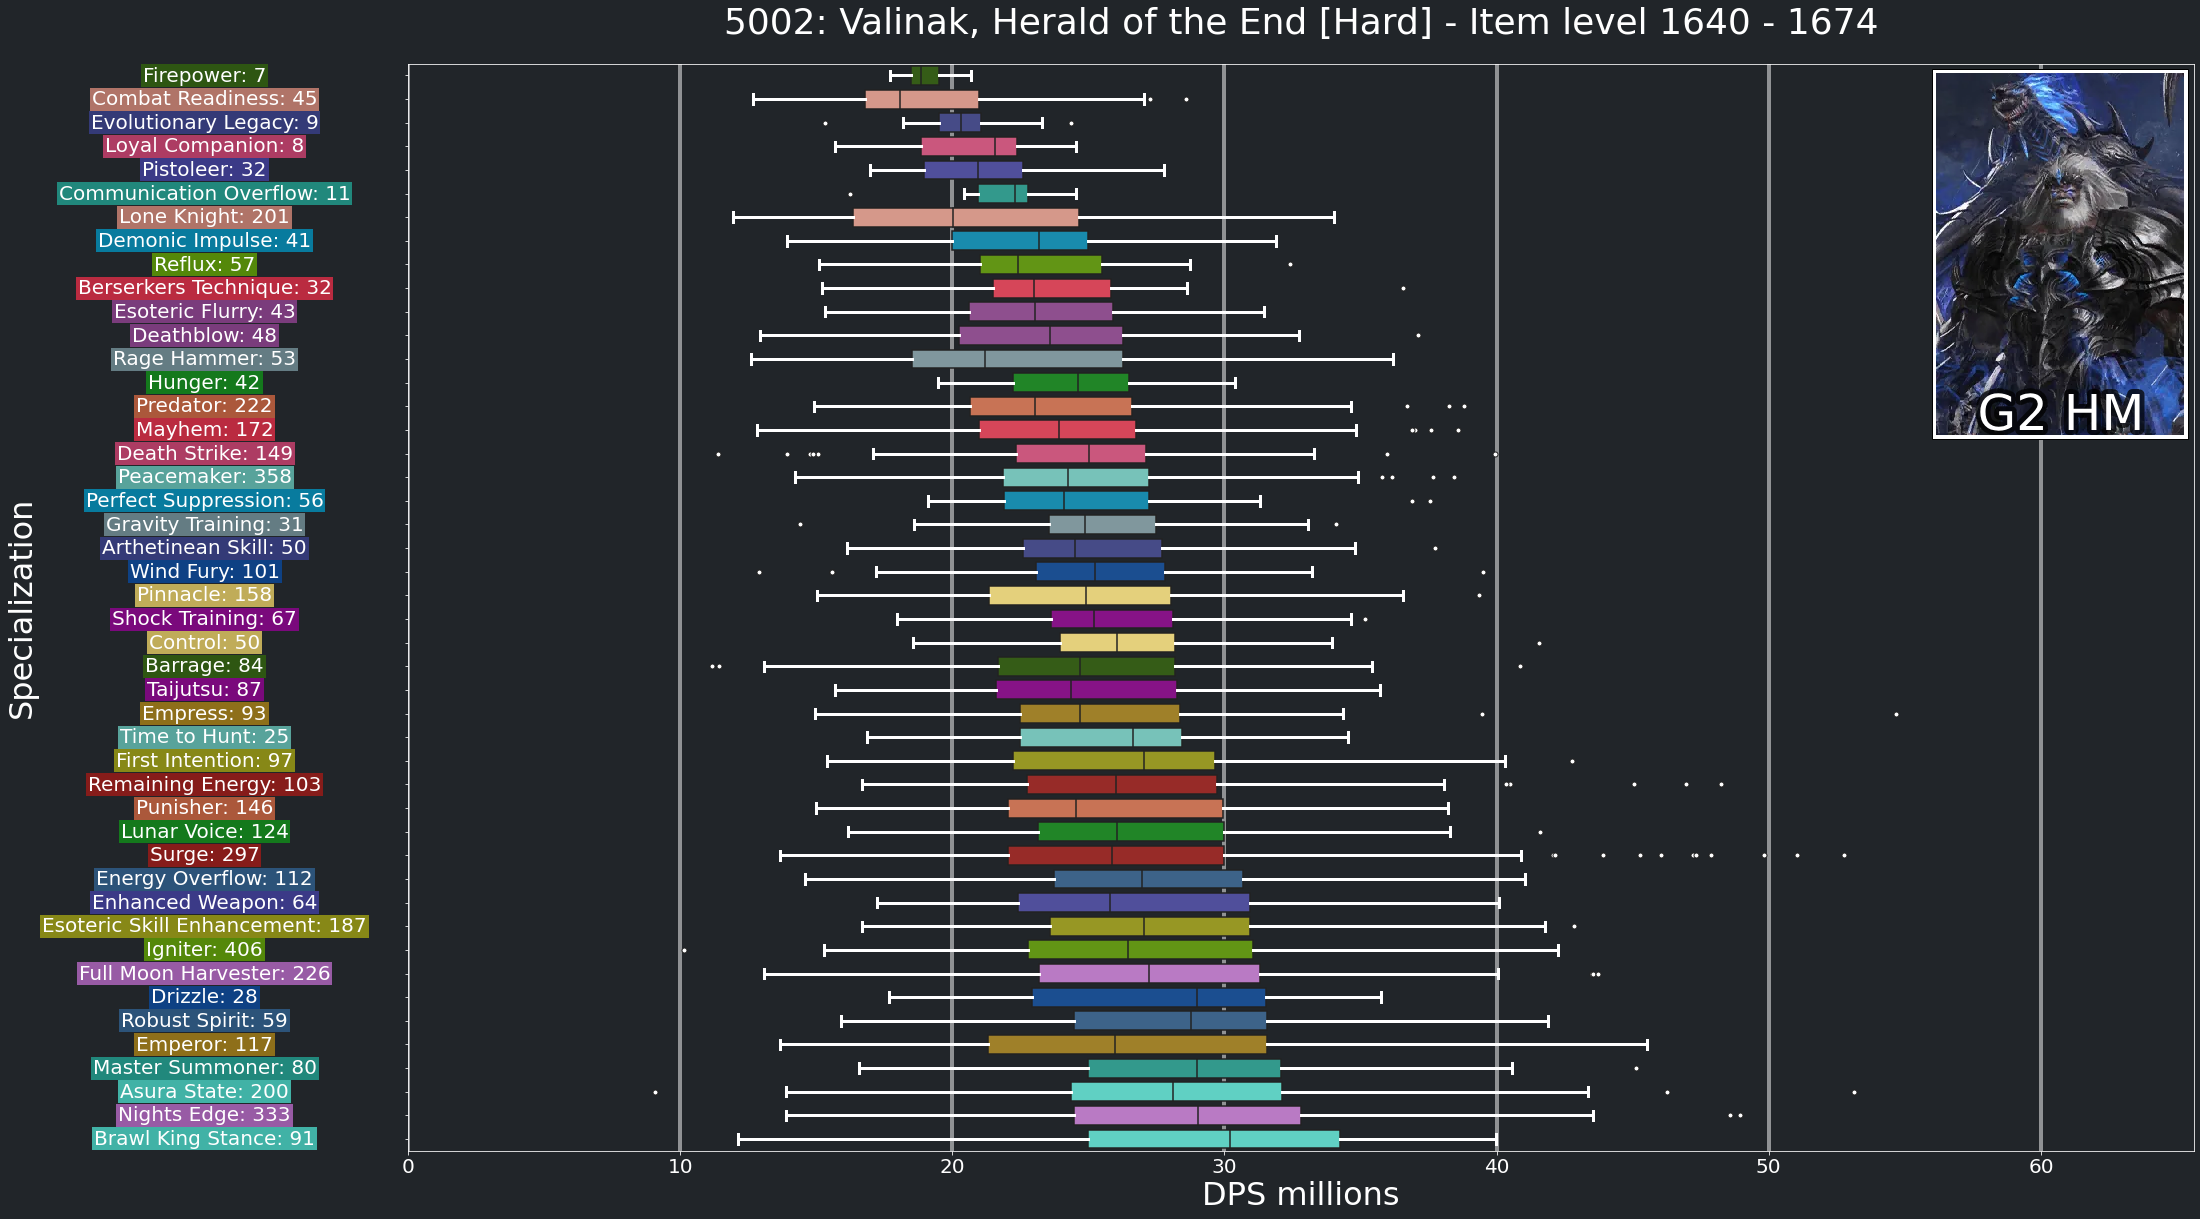 5002: Valinak, Herald of the End [Hard] - Item level 1640 - 1674
Specialization
Firepower: 7
Combat Readiness: 45
Evolutionary Legacy: 9
Loyal Companion: 8
Pistoleer: 32
Communication Overflow: 11
Lone Knight: 201
Demonic Impulse: 41
Reflux: 57
Berserkers Technique: 32
Esoteric Flurry: 43
Deathblow: 48
Rage Hammer: 53
Hunger: 42
Predator: 222
Mayhem: 172
Death Strike: 149
Peacemaker: 358
Perfect Suppression: 56
Gravity Training: 31
Arthetinean Skill: 50
Wind Fury: 101
Pinnacle: 158
Shock Training: 67
Control: 50
Barrage: 84
Taijutsu: 87
Empress: 93
Time to Hunt: 25
First Intention: 97
Remaining Energy: 103
Punisher: 146
Lunar Voice: 124
Surge: 297
Energy Overflow: 112
Enhanced Weapon: 64
Esoteric Skill Enhancement: 187
Igniter: 406
Full Moon Harvester: 226
Drizzle: 28
Robust Spirit: 59
Emperor: 117
Master Summoner: 80
Asura State: 200
Nights Edge: 333
Brawl King Stance: 91
G2 HM
0 10 20 30 40 50 60
DPS millions